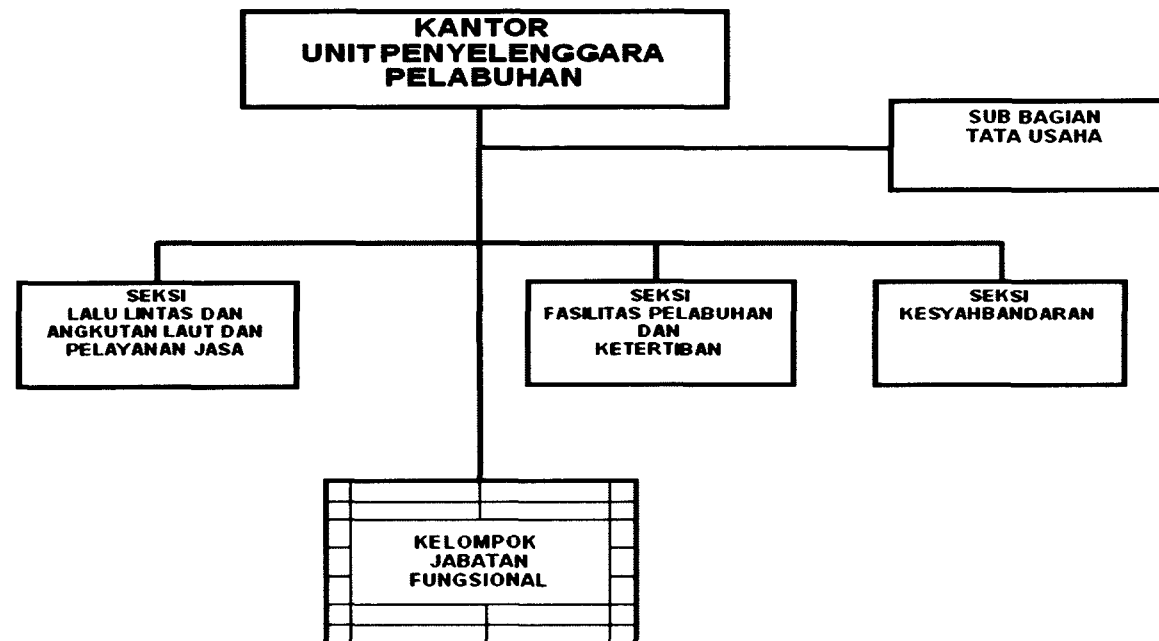 KANTOR
UNIT PENYELENGGARA
PELABUHAN
SUB BAGIAN
TATA USAHA
SEKSI
LALU LINTAS DAN
ANGKUTAN LAUT DAN
PELAYANAN JASA
SEKSI
FASILITAS PELABUHAN
DAN
KETERTIBAN
SEKSI
KESYAHBANDARAN
KELOMPOK
JABATAN
FUNGSIONAL